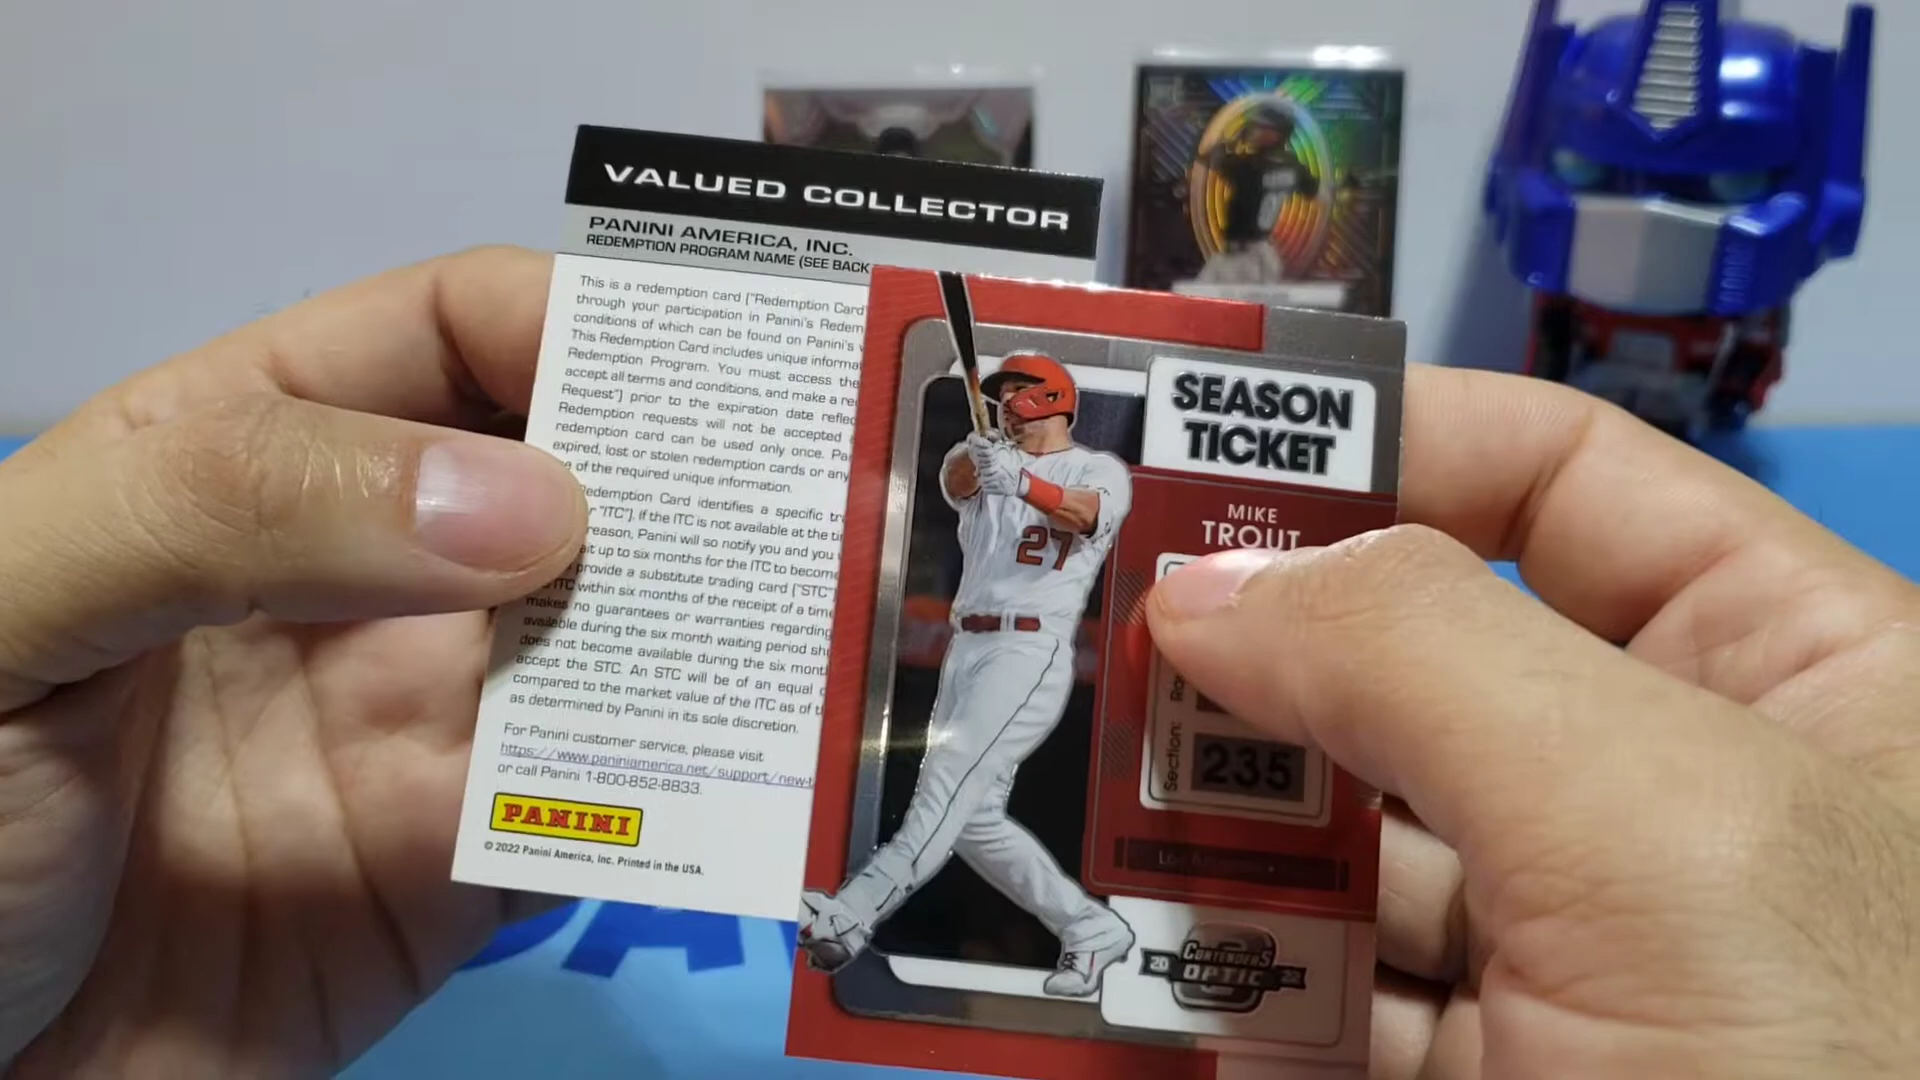 VALUED COLLECTOR
PANINI AMERICA, INC.
REDEMPTION PROGRAM NAME (SEE BACK
This is a redemption card ("Redemption Card"
through your participation in Panini's Redem
conditions of which can be found on Panini's
This Redemption Card includes unique informa
Redemption Program. You must access the
accept all terms and conditions, and make a re
Request") prior to the expiration date reflec
Redemption requests will not be accepted
redemption card can be used only once. Pa
expired, lost or stolen redemption cards or any
of the required unique information.
Redemption Card identifies a specific tr
"ITC"). If the ITC is not available at the ti
reason, Panini will so notify you and you
up to six months for the ITC to become
provide a substitute trading card ("STC")
ITC within six months of the receipt of a time
makes no guarantees or warranties regarding
available during the six month waiting period sh
does not become available during the six mont
accept the STC. An STC will be of an equal
compared to the market value of the ITC as of t
as determined by Panini in its sole discretion.
For Panini customer service, please visit
https://www.paniniamerica.net/support/new-t
or call Panini 1-800-852-8833.
PANINI
© 2022 Panini America, Inc. Printed in the USA.
SEASON
TICKET
MIKE
TROUT
27
Section:
235
CONTENDERS
20 OPTIC 22